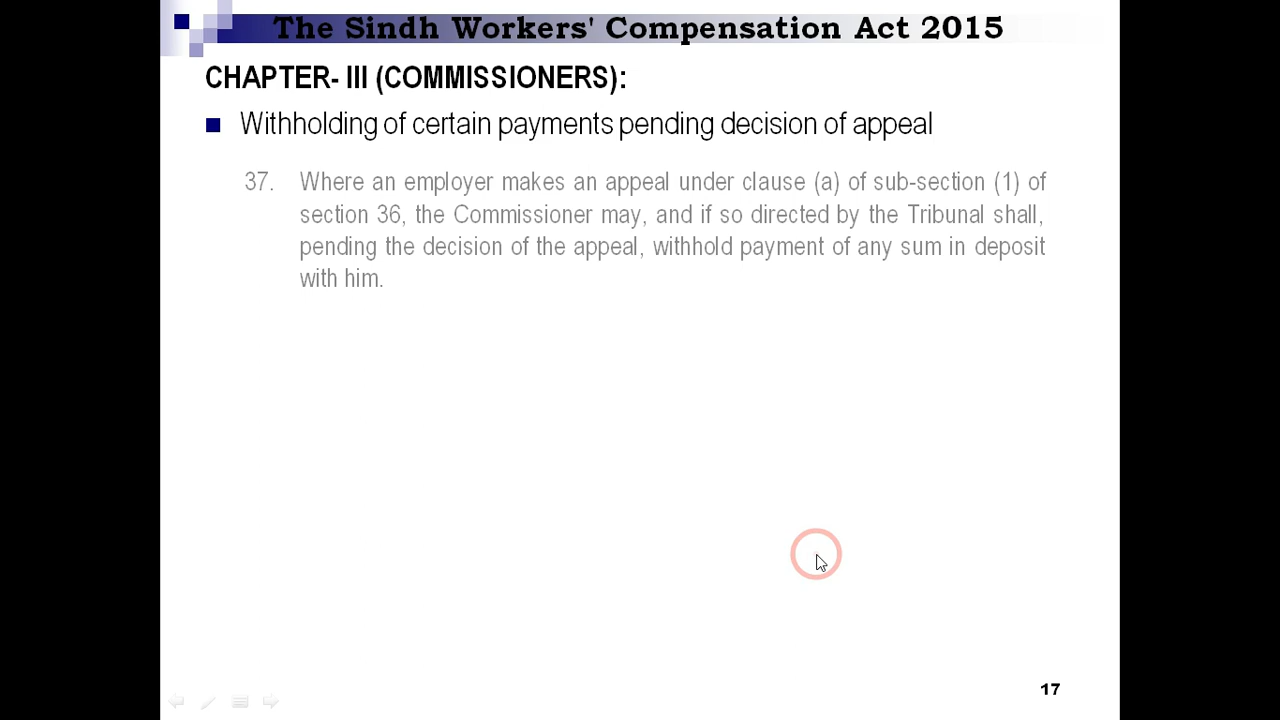 The Sindh Workers' Compensation Act 2015
CHAPTER- III (COMMISSIONERS):
Withholding of certain payments pending decision of appeal
37. Where an employer makes an appeal under clause (a) of sub-section (1) of
section 36, the Commissioner may, and if so directed by the Tribunal shall,
pending the decision of the appeal, withhold payment of any sum in deposit
with him.
17